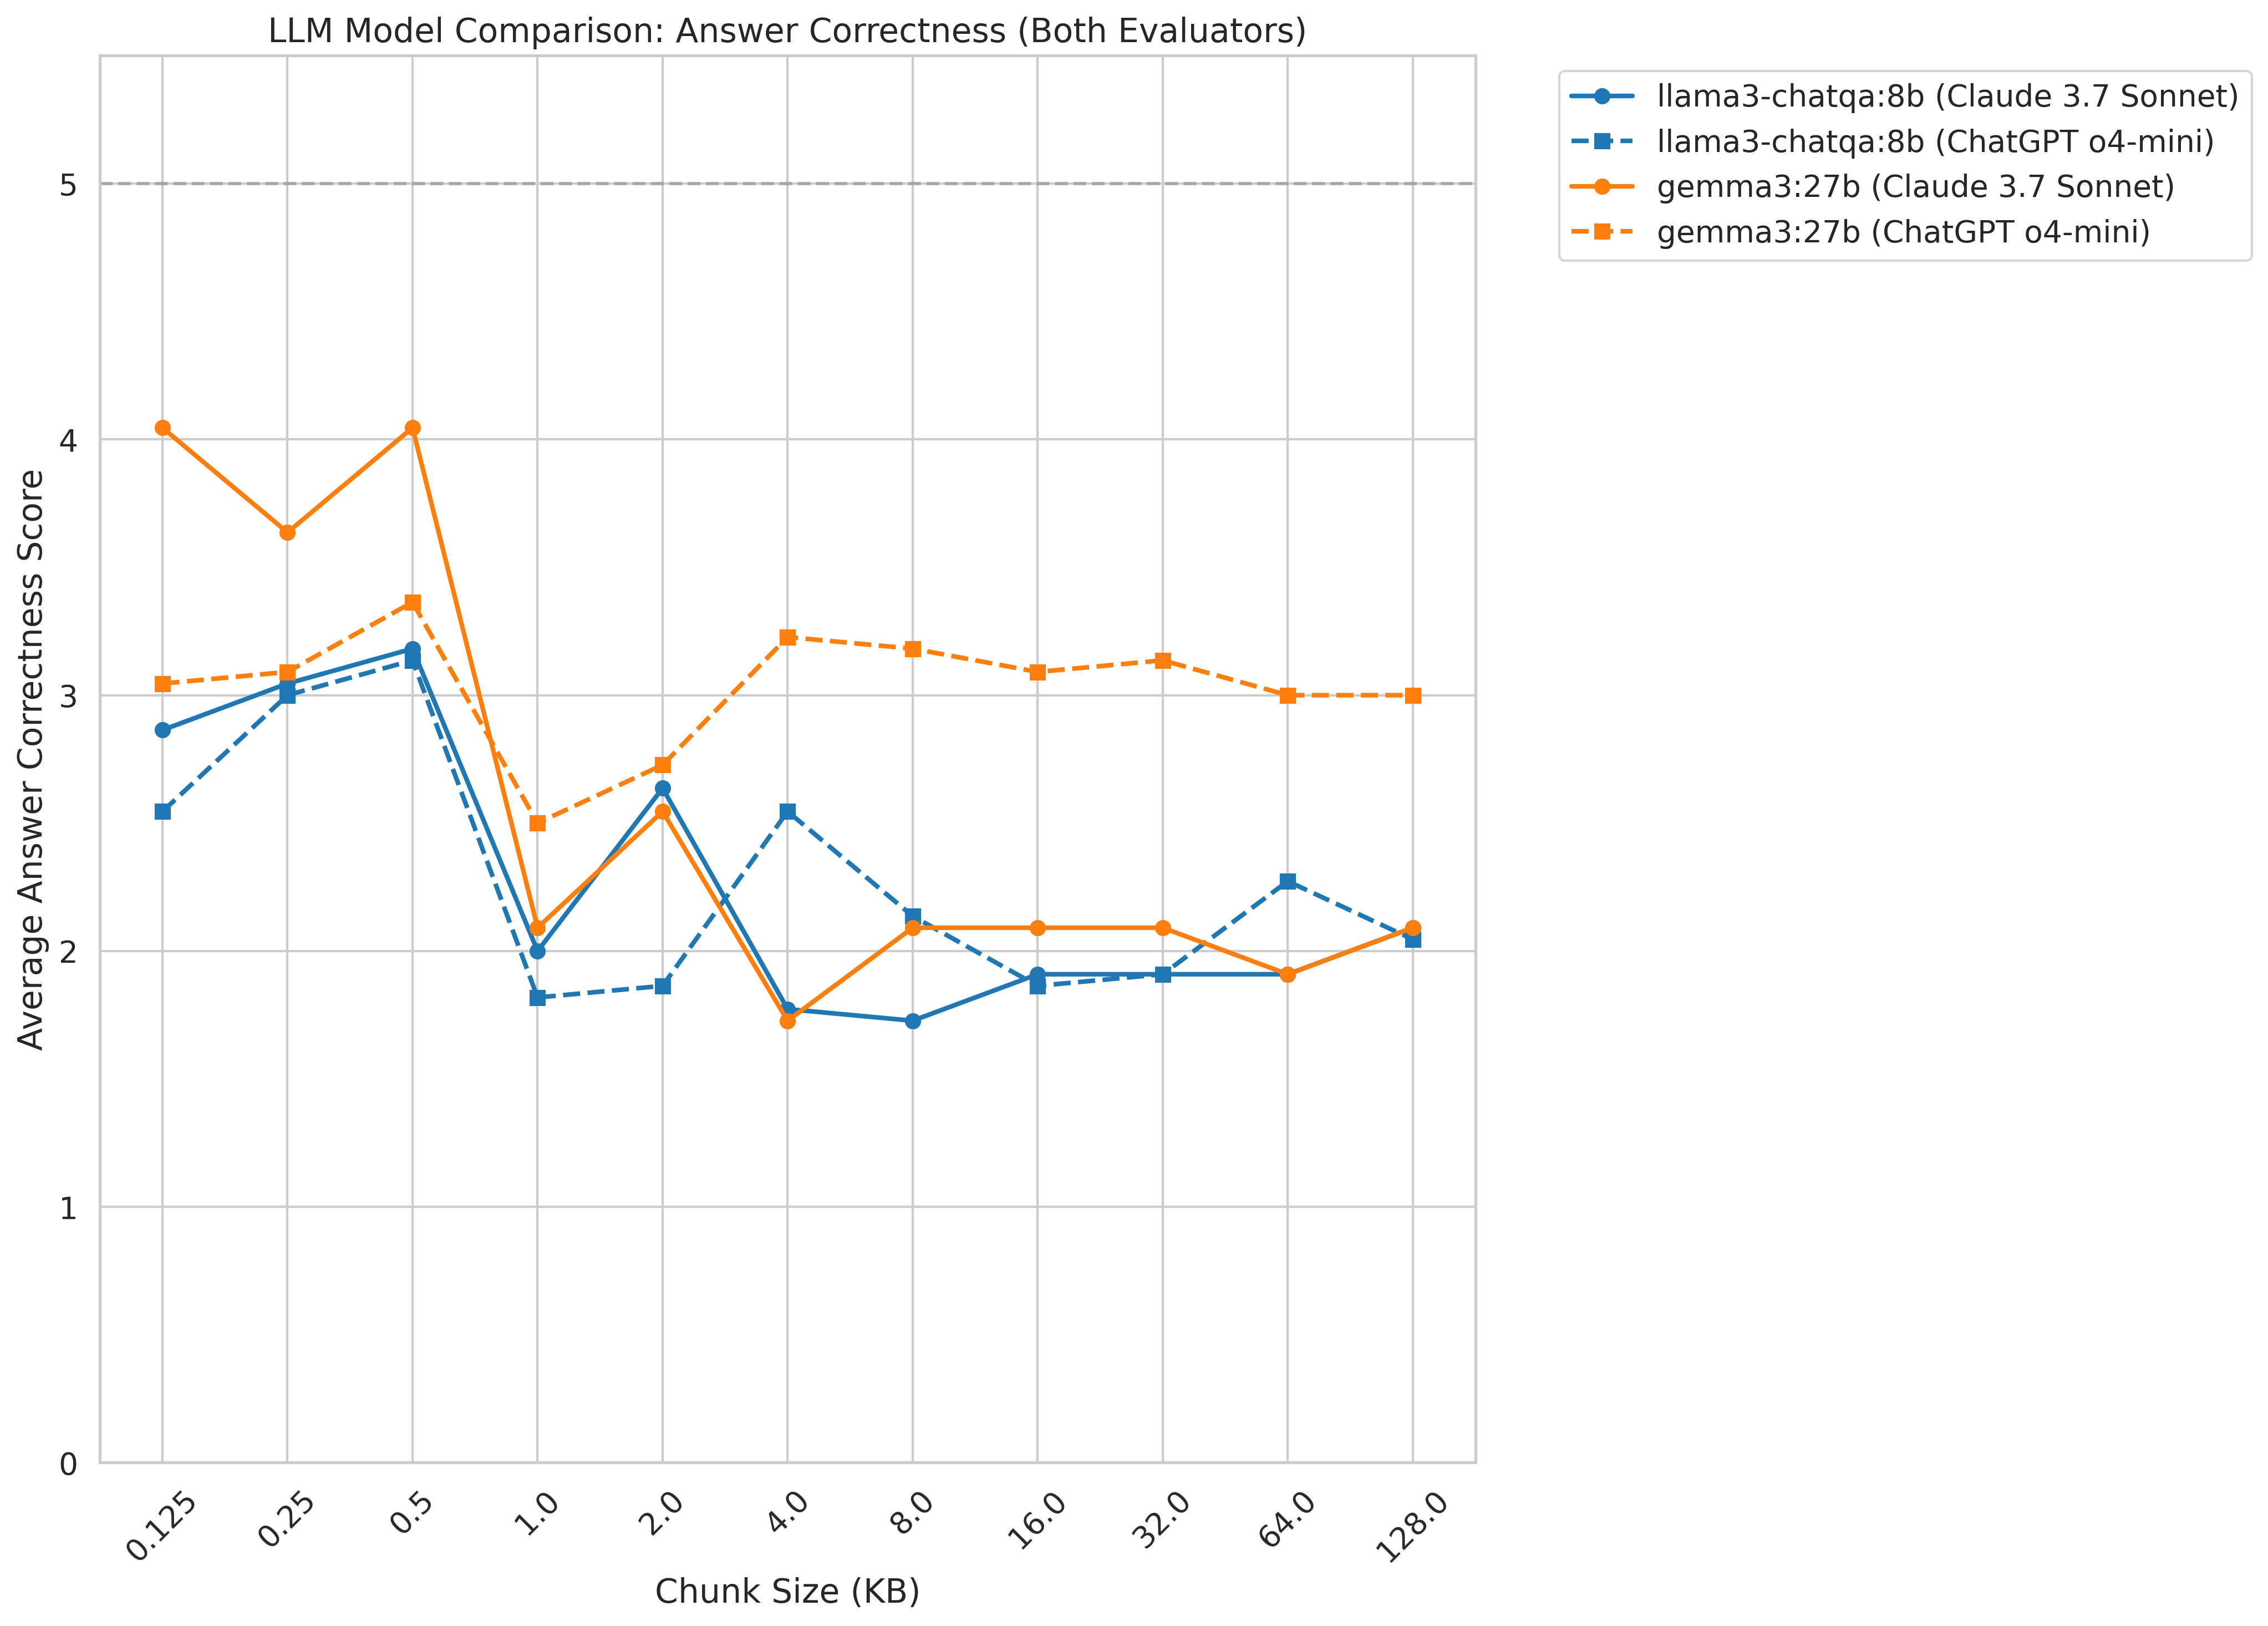 LLM Model Comparison: Answer Correctness (Both Evaluators)
llama3-chatqa:8b (Claude 3.7 Sonnet)
llama3-chatqa:8b (ChatGPT o4-mini)
gemma3:27b (Claude 3.7 Sonnet)
gemma3:27b (ChatGPT o4-mini)
Average Answer Correctness Score
5
4
3
2
1
0
0.125
0.25
0.5
1.0
2.0
4.0
8.0
16.0
32.0
64.0
128.0
Chunk Size (KB)